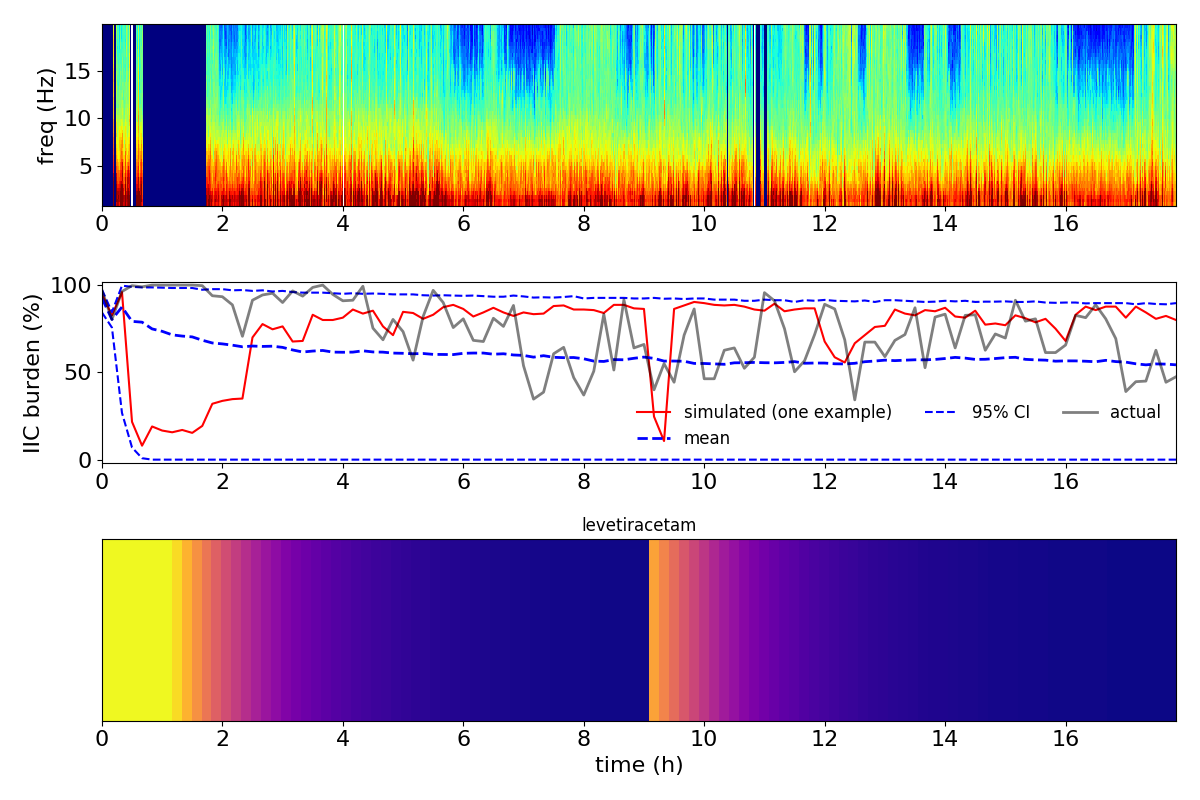 freq (Hz)
15
10
5
0 2 4 6 8 10 12 14 16
IIC burden (%)
100
50
0
simulated (one example) 95% CI actual
mean
0 2 4 6 8 10 12 14 16
levetiracetam
0 2 4 6 8 10 12 14 16
time (h)